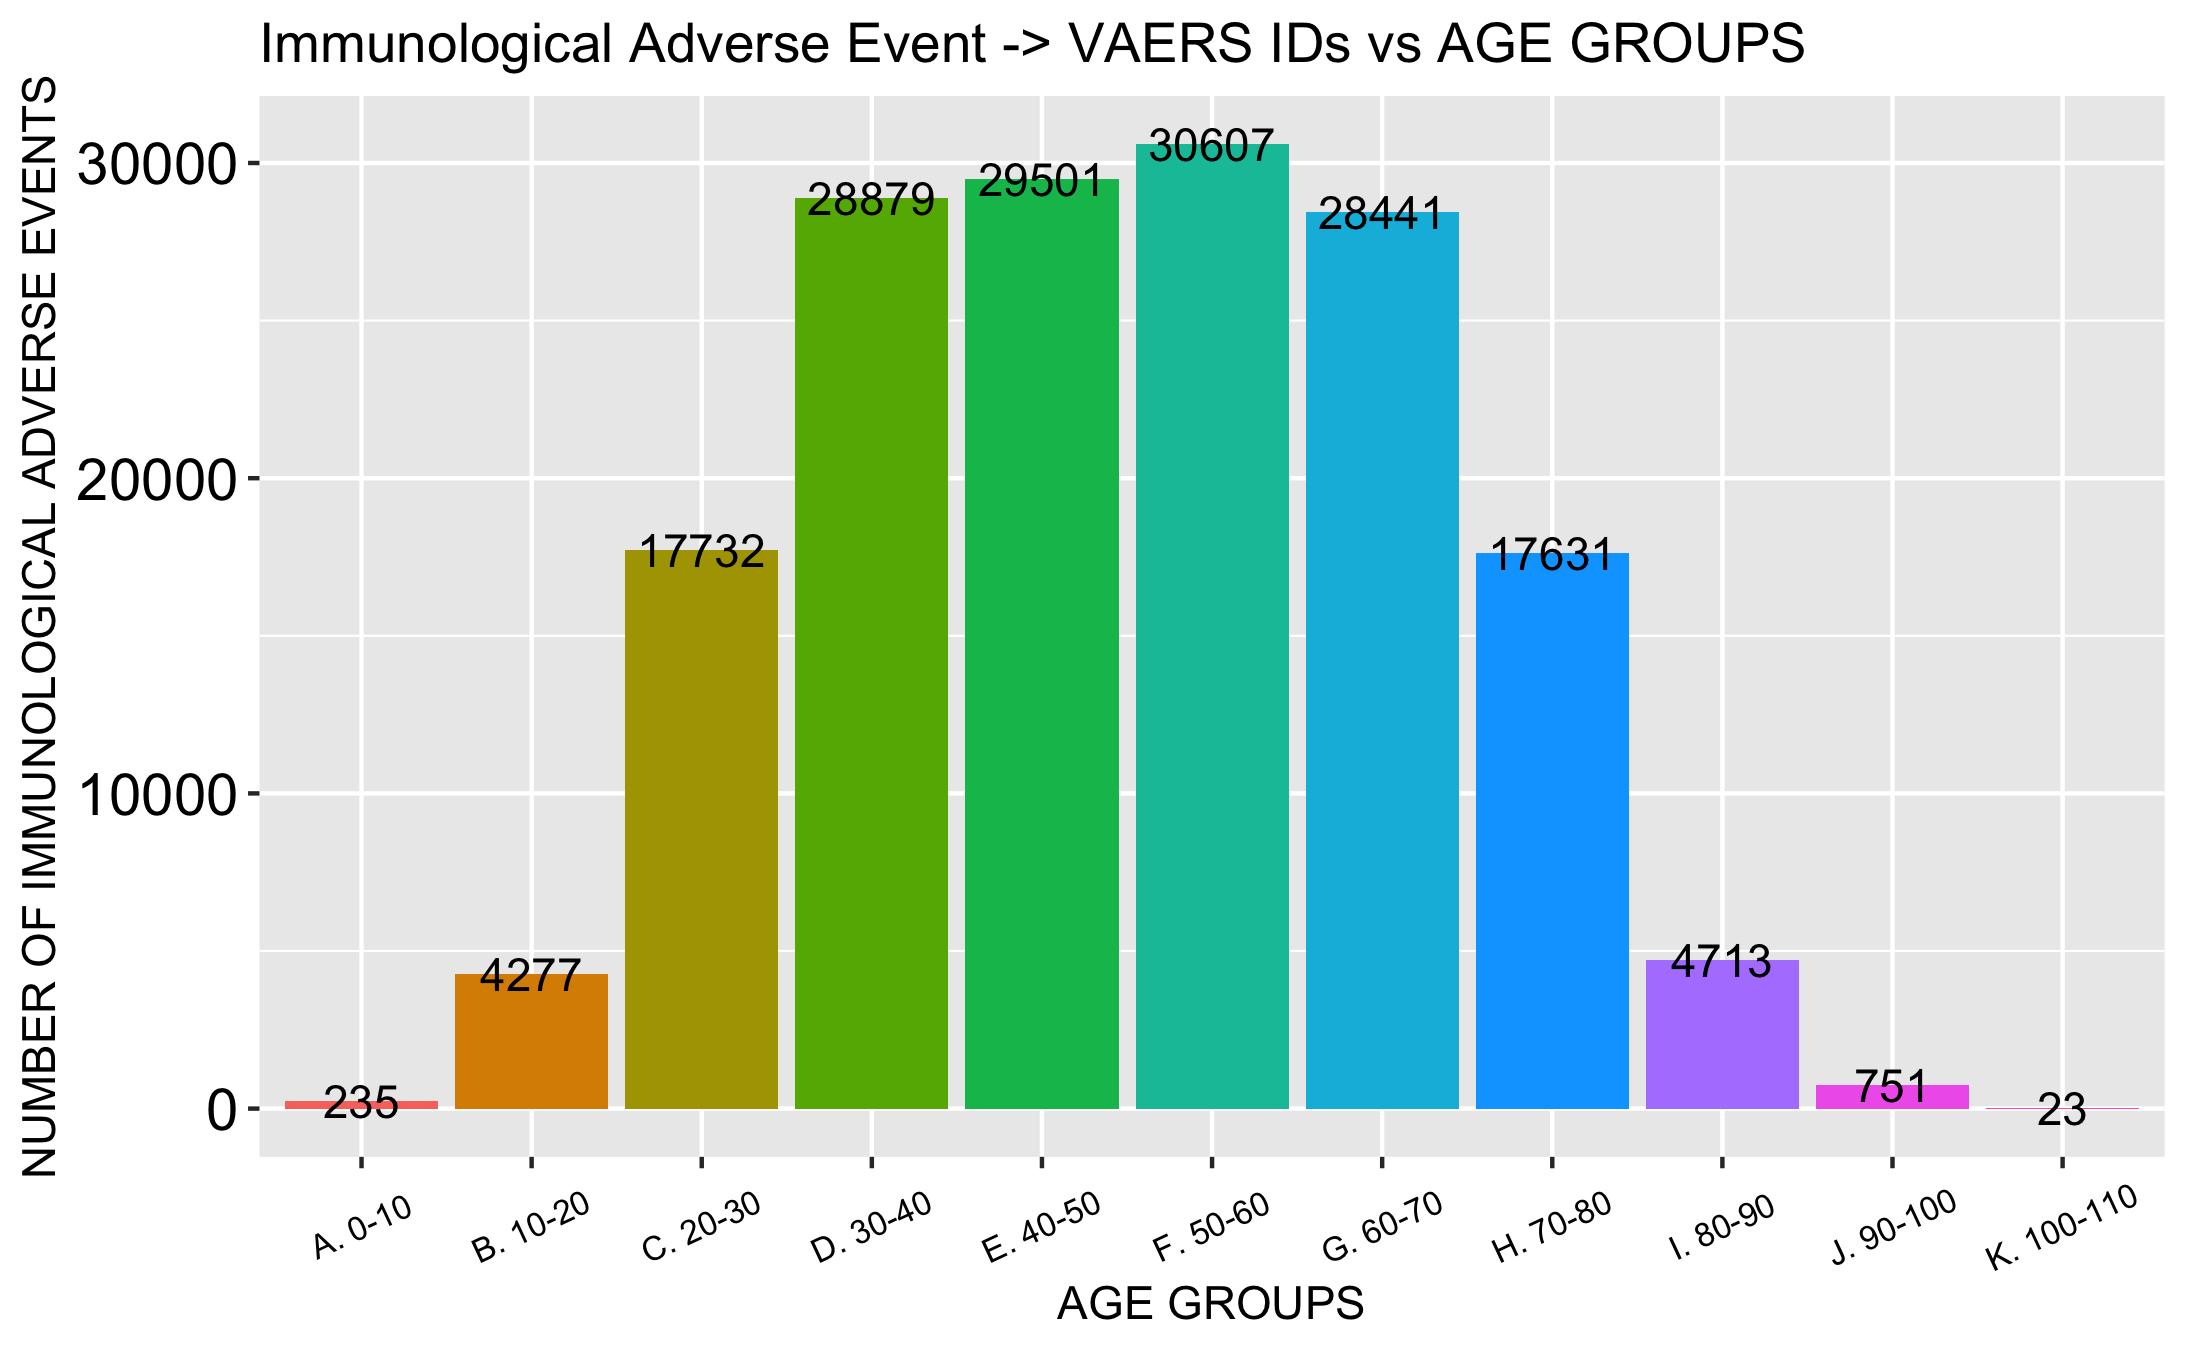 Immunological Adverse Event -> VAERS IDs vs AGE GROUPS
NUMBER OF IMMUNOLOGICAL ADVERSE EVENTS
30000
20000
10000
0
235
4277
17732
28879
29501
30607
28441
17631
4713
751
23
A. 0-10
B. 10-20
C. 20-30
D. 30-40
E. 40-50
F. 50-60
G. 60-70
H. 70-80
I. 80-90
J. 90-100
K. 100-110
AGE GROUPS